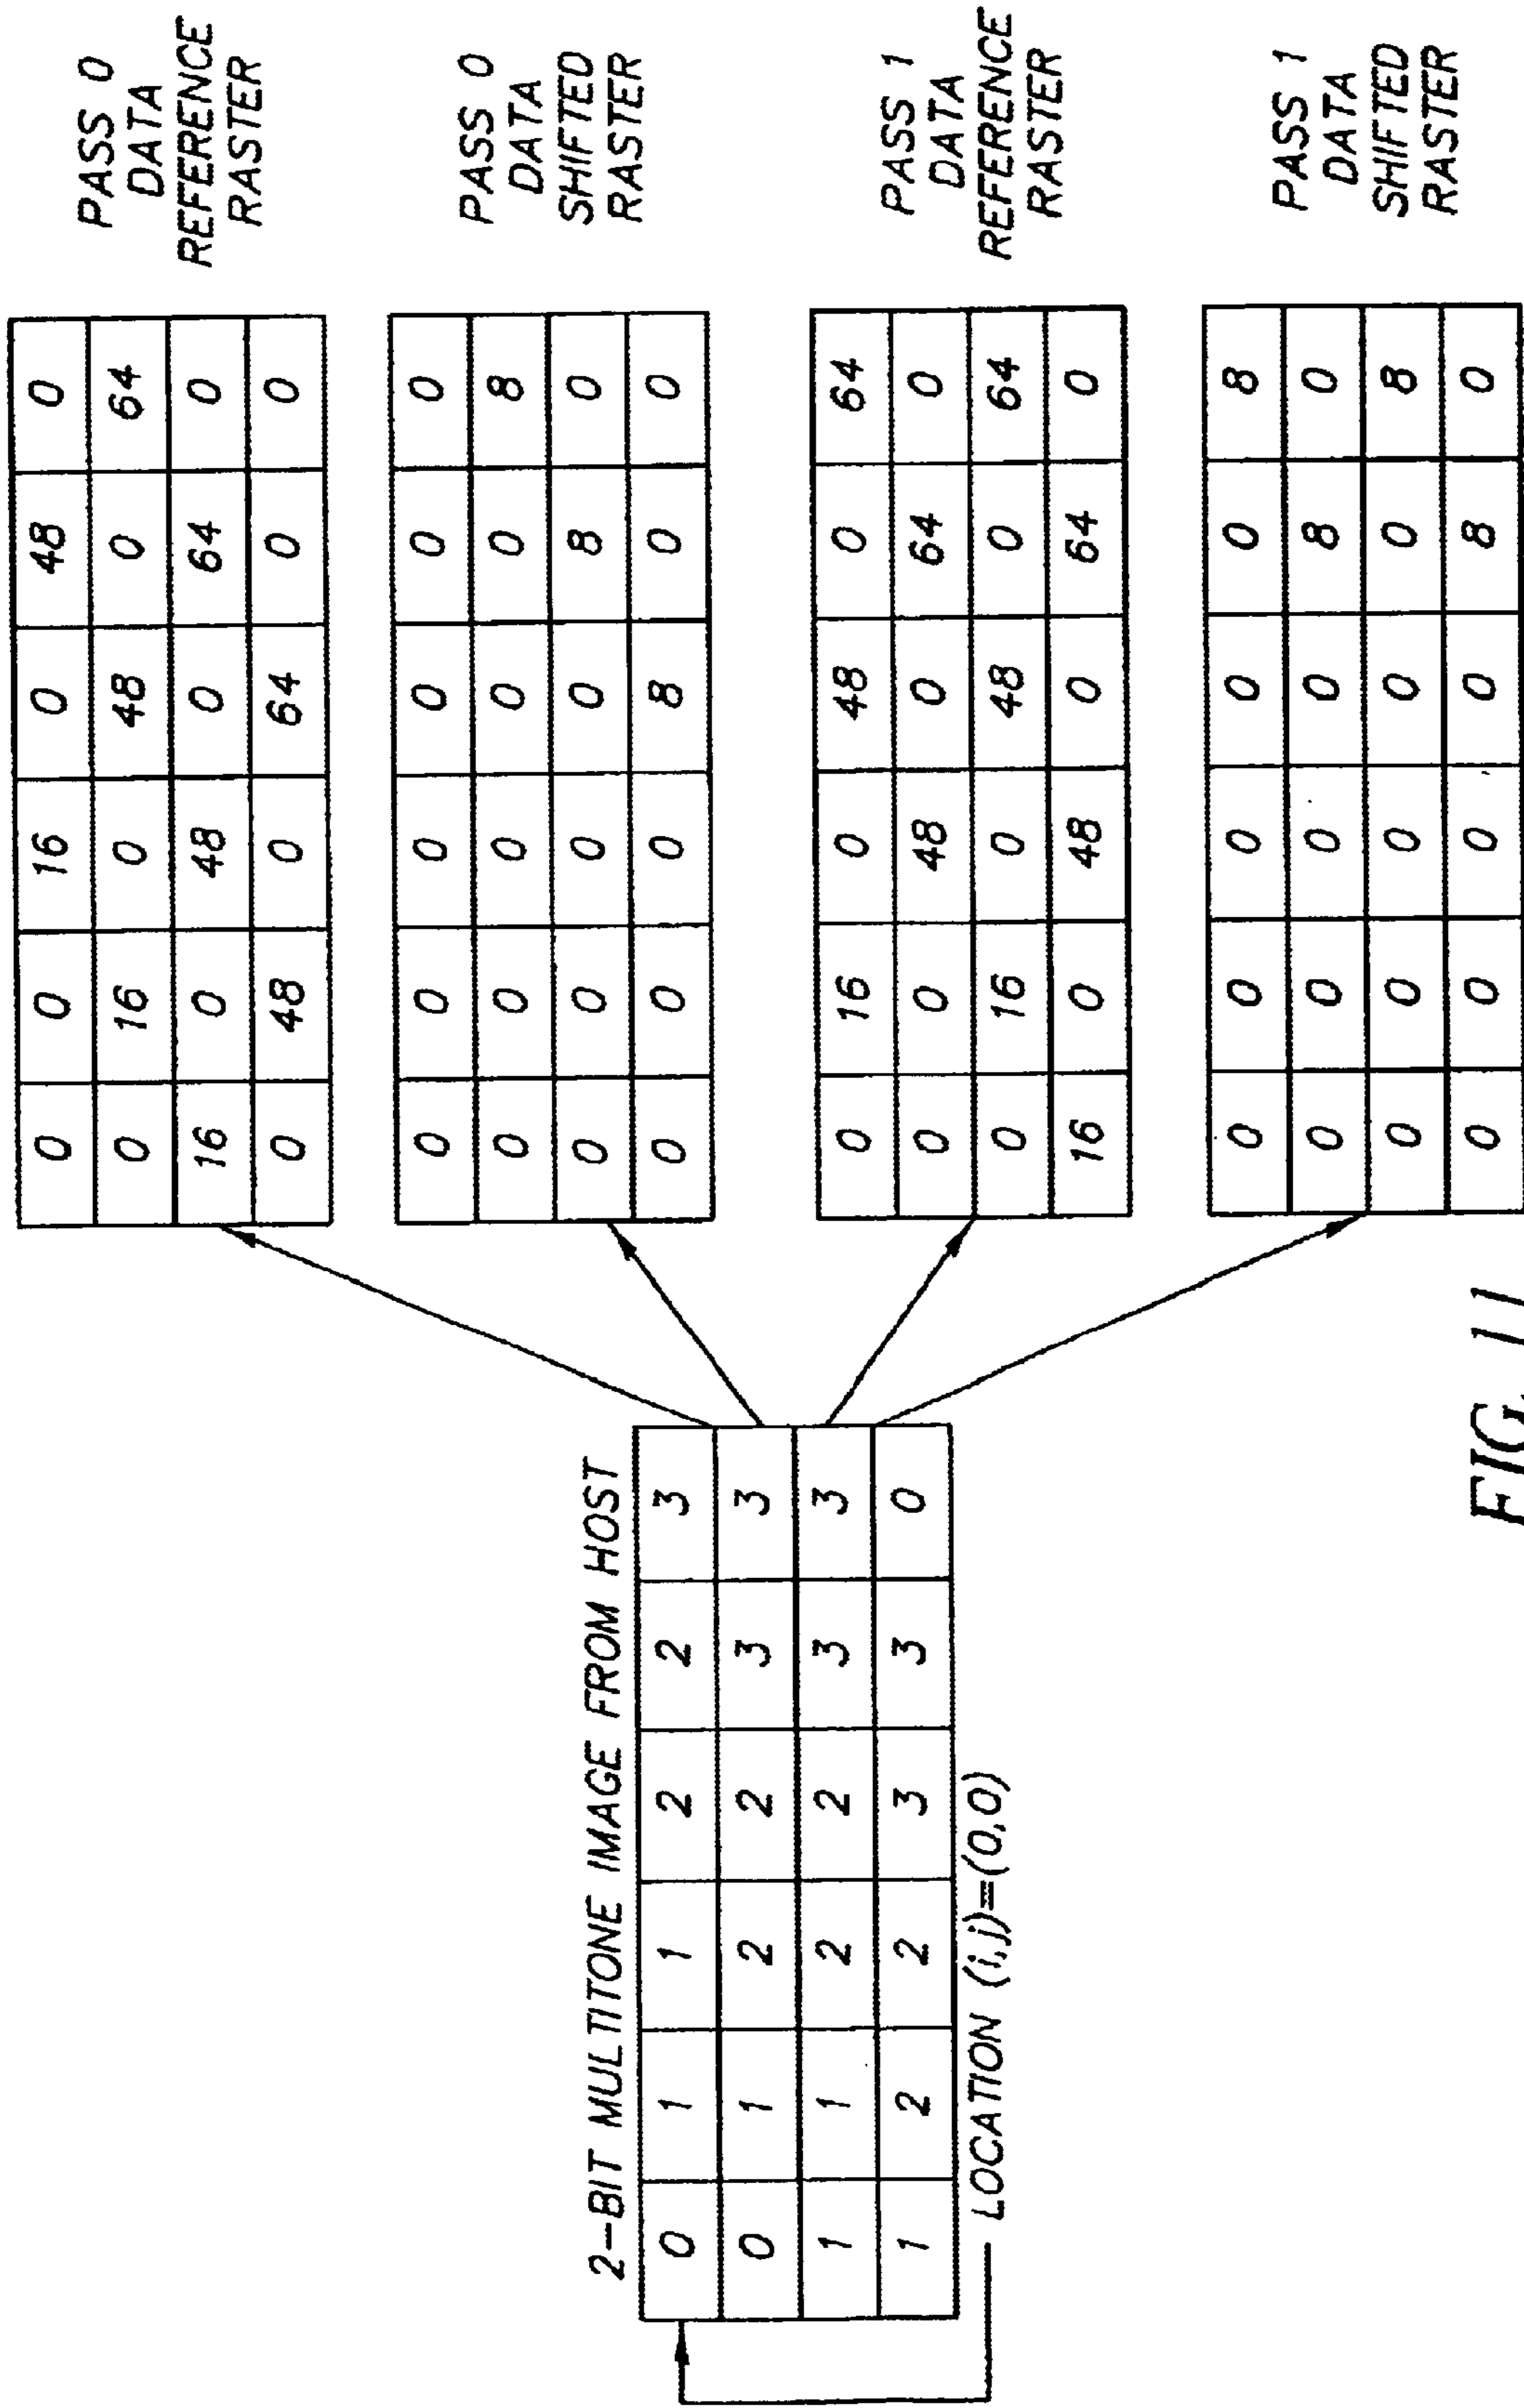 2-BIT MULTITONE IMAGE FROM HOST
0 1 1 2 2 3
0 1 2 2 3 3
1 1 2 2 3 3
1 2 2 3 3 0
LOCATION (i,j)=(0,0)
0 0 16 0 48 0
0 16 0 48 0 64
16 0 48 0 64 0
0 48 0 64 0 0
PASS 0
DATA
REFERENCE
RASTER
0 0 0 0 0 0
0 0 0 0 0 8
0 0 0 0 8 0
0 0 0 8 0 0
PASS 0
DATA
SHIFTED
RASTER
0 16 0 48 0 64
0 0 48 0 64 0
0 16 0 48 0 64
16 0 48 0 64 0
PASS 1
DATA
REFERENCE
RASTER
0 0 0 0 0 8
0 0 0 0 8 0
0 0 0 0 0 8
0 0 0 0 8 0
PASS 1
DATA
SHIFTED
RASTER
FIG. 11